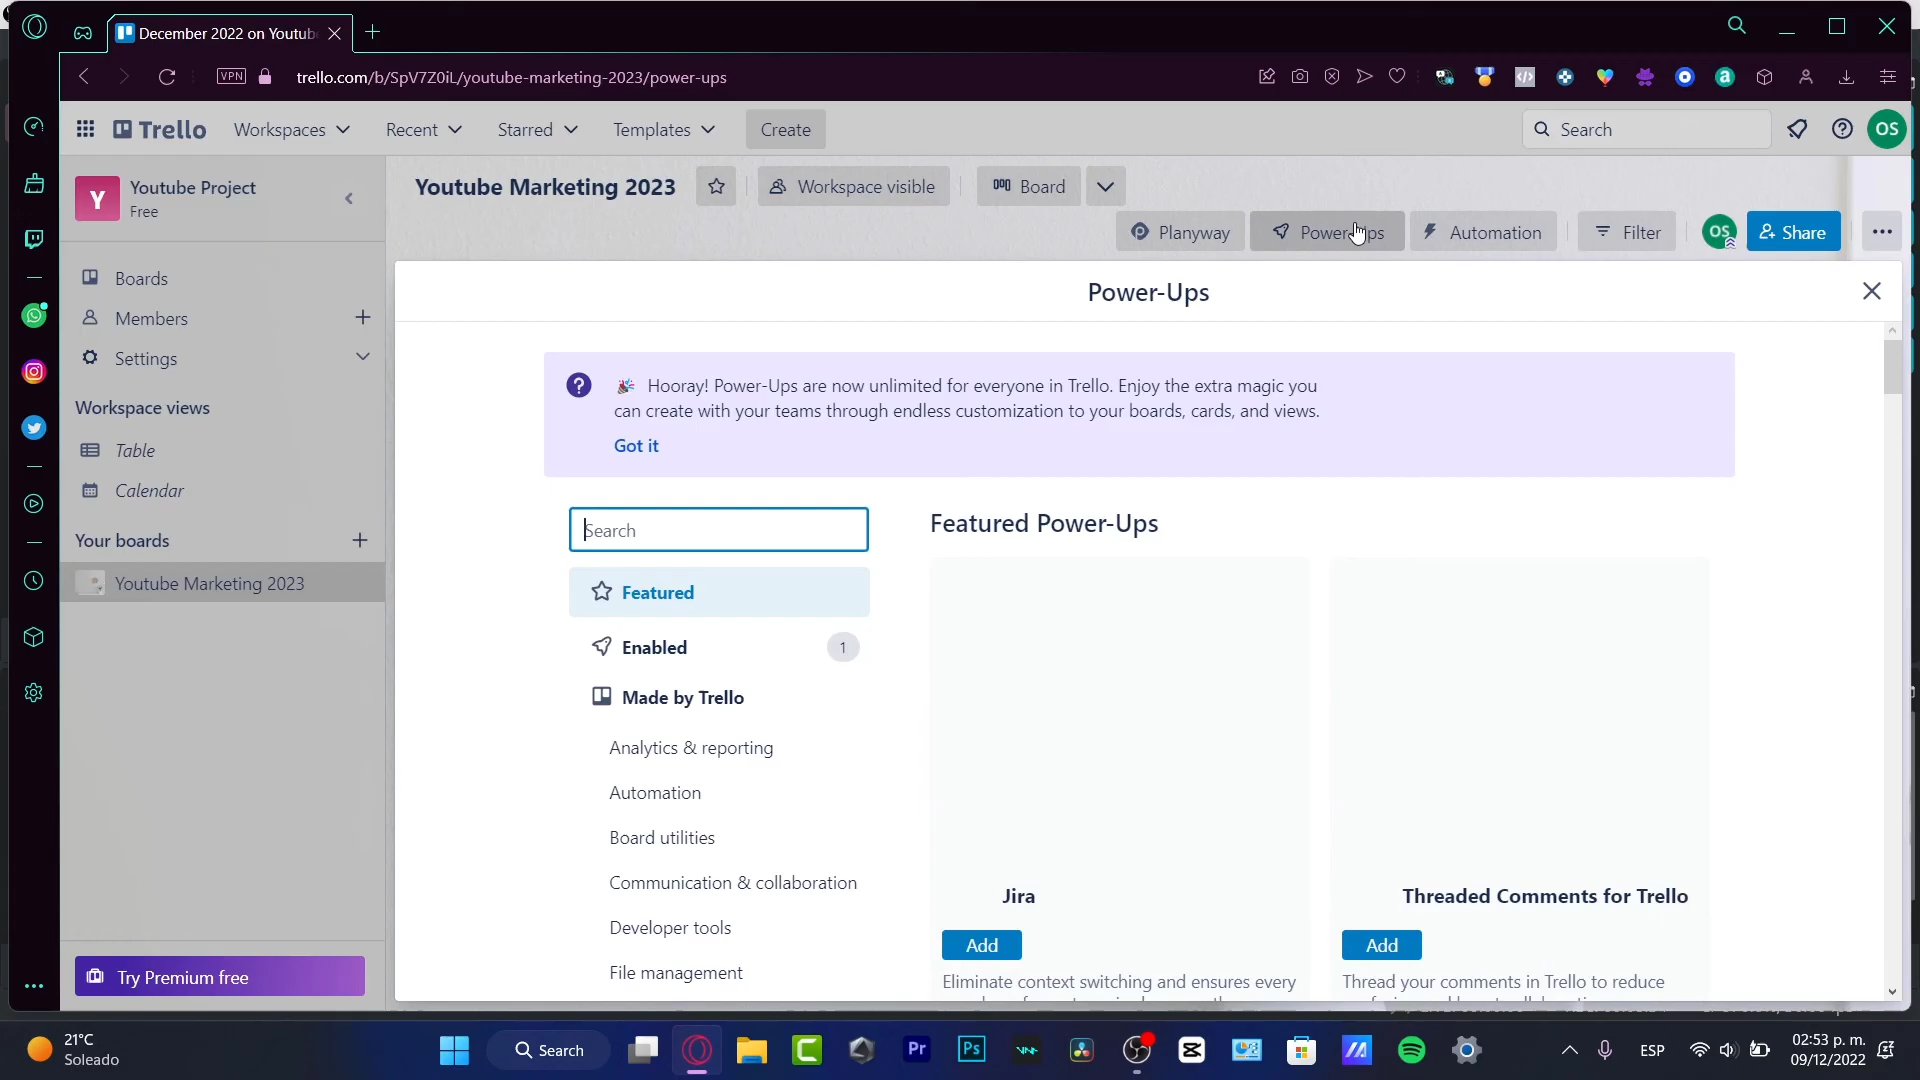 December 2022 on Youtub
VPN
trello.com/b/SpV7Z0iL/youtube-marketing-2023/power-ups
Trello
Workspaces
Recent
Starred
Templates
Create
Search
OS
Y
Youtube Project
Free
Youtube Marketing 2023
Workspace visible
Board
Planyway
Power-Ups
Automation
Filter
OS
Share
Boards
Members
Settings
Workspace views
Table
Calendar
Your boards
Youtube Marketing 2023
Try Premium free
Power-Ups
Hooray! Power-Ups are now unlimited for everyone in Trello. Enjoy the extra magic you
can create with your teams through endless customization to your boards, cards, and views.
Got it
Search
Featured
Enabled
1
Made by Trello
Analytics & reporting
Automation
Board utilities
Communication & collaboration
Developer tools
File management
Featured Power-Ups
Jira
Add
Eliminate context switching and ensures every
Threaded Comments for Trello
Add
Thread your comments in Trello to reduce
21°C
Soleado
Search
Pr
Ps
ESP
02:53 p. m.
09/12/2022